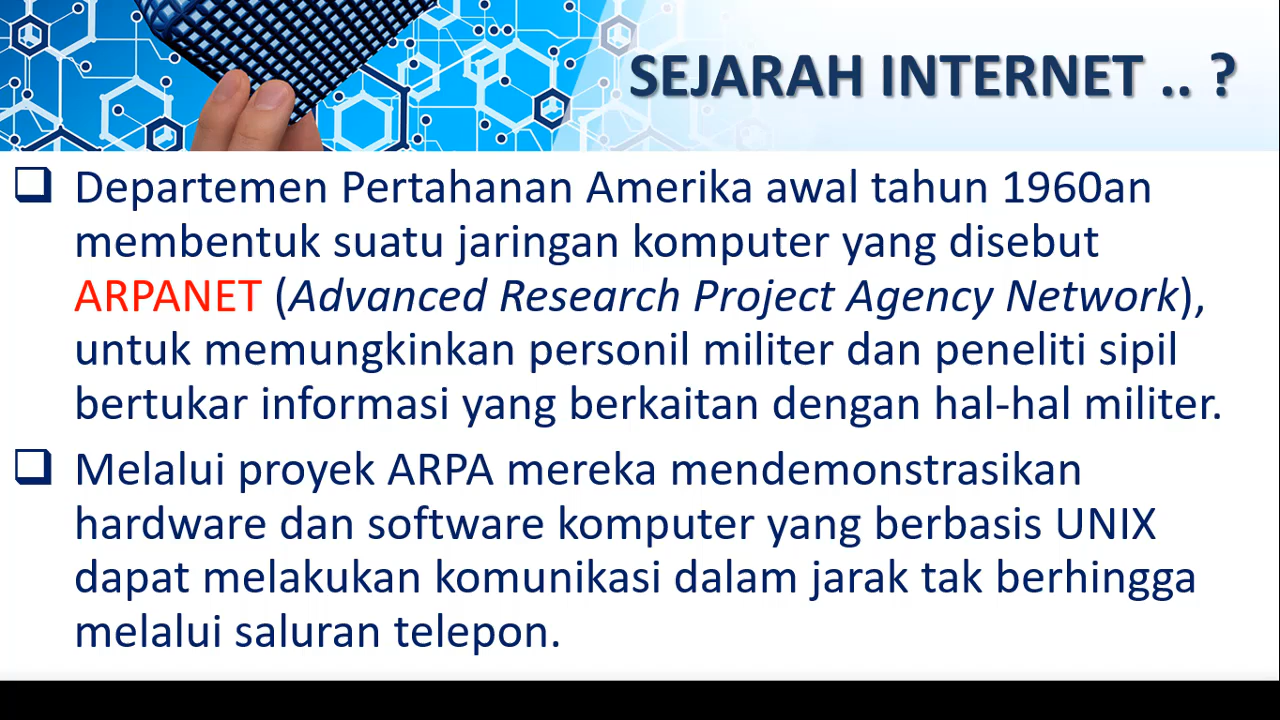 SEJARAH INTERNET .. ?
❑ Departemen Pertahanan Amerika awal tahun 1960an
membentuk suatu jaringan komputer yang disebut
ARPANET (Advanced Research Project Agency Network),
untuk memungkinkan personil militer dan peneliti sipil
bertukar informasi yang berkaitan dengan hal-hal militer.
❑ Melalui proyek ARPA mereka mendemonstrasikan
hardware dan software komputer yang berbasis UNIX
dapat melakukan komunikasi dalam jarak tak berhingga
melalui saluran telepon.